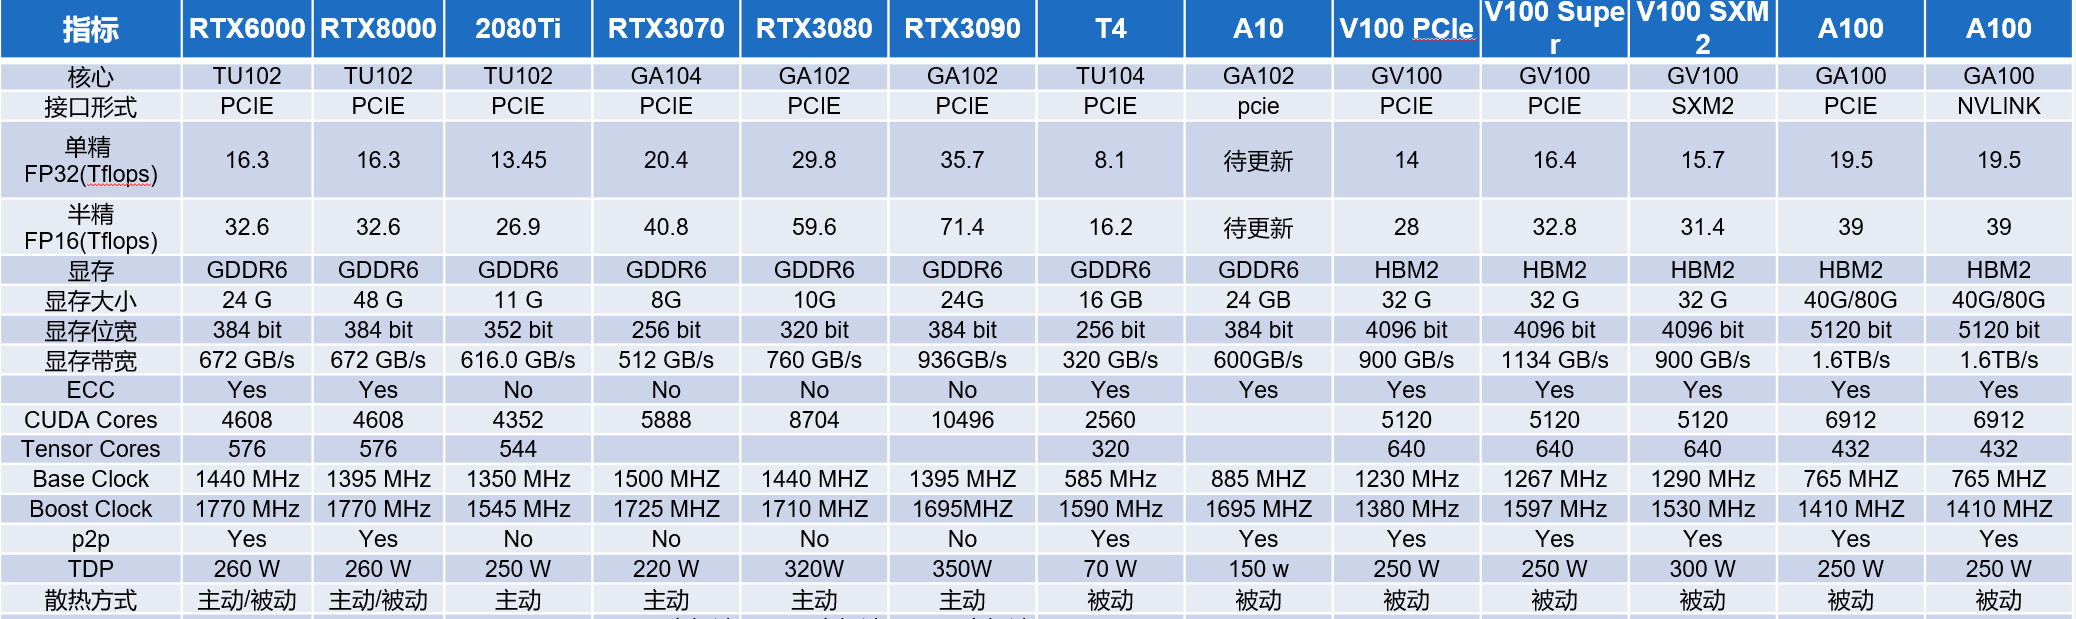 指标 RTX6000 RTX8000 2080Ti RTX3070 RTX3080 RTX3090 T4 A10 V100 PCIe V100 Supe V100 SXM A100 A100
r 2
核心 TU102 TU102 TU102 GA104 GA102 GA102 TU104 GA102 GV100 GV100 GV100 GA100 GA100
接口形式 PCIE PCIE PCIE PCIE PCIE PCIE PCIE pcie PCIE PCIE SXM2 PCIE NVLINK
单精
FP32(Tflops) 16.3 16.3 13.45 20.4 29.8 35.7 8.1 待更新 14 16.4 15.7 19.5 19.5
半精
FP16(Tflops) 32.6 32.6 26.9 40.8 59.6 71.4 16.2 待更新 28 32.8 31.4 39 39
显存 GDDR6 GDDR6 GDDR6 GDDR6 GDDR6 GDDR6 GDDR6 GDDR6 HBM2 HBM2 HBM2 HBM2 HBM2
显存大小 24 G 48 G 11 G 8G 10G 24G 16 GB 24 GB 32 G 32 G 32 G 40G/80G 40G/80G
显存位宽 384 bit 384 bit 352 bit 256 bit 320 bit 384 bit 256 bit 384 bit 4096 bit 4096 bit 4096 bit 5120 bit 5120 bit
显存带宽 672 GB/s 672 GB/s 616.0 GB/s 512 GB/s 760 GB/s 936GB/s 320 GB/s 600GB/s 900 GB/s 1134 GB/s 900 GB/s 1.6TB/s 1.6TB/s
ECC Yes Yes No No No No Yes Yes Yes Yes Yes Yes Yes
CUDA Cores 4608 4608 4352 5888 8704 10496 2560 5120 5120 5120 6912 6912
Tensor Cores 576 576 544 320 640 640 640 432 432
Base Clock 1440 MHz 1395 MHz 1350 MHz 1500 MHZ 1440 MHZ 1395 MHZ 585 MHz 885 MHZ 1230 MHz 1267 MHz 1290 MHz 765 MHZ 765 MHZ
Boost Clock 1770 MHz 1770 MHz 1545 MHz 1725 MHZ 1710 MHZ 1695MHZ 1590 MHz 1695 MHZ 1380 MHz 1597 MHz 1530 MHz 1410 MHZ 1410 MHZ
p2p Yes Yes No No No No Yes Yes Yes Yes Yes Yes Yes
TDP 260 W 260 W 250 W 220 W 320W 350W 70 W 150 w 250 W 250 W 300 W 250 W 250 W
散热方式 主动/被动 主动/被动 主动 主动 主动 主动 被动 被动 被动 被动 被动 被动 被动